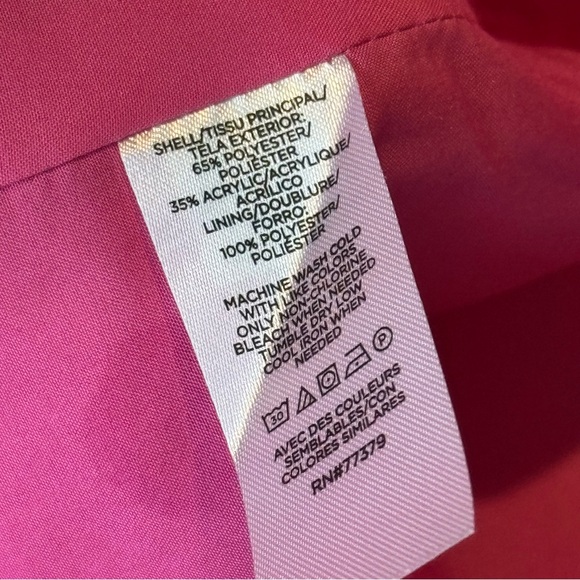 SHELL/TISSU PRINCIPAL/
TELA EXTERIOR:
65% POLYESTER/
POLIÉSTER
35% ACRYLIC/ACRYLIQUE/
ACRÍLICO
LINING/DOUBLURE/
FORRO:
100% POLYESTER/
POLIÉSTER
MACHINE WASH COLD
WITH LIKE COLORS
ONLY NON-CHLORINE
BLEACH WHEN NEEDED
TUMBLE DRY LOW
COOL IRON WHEN
NEEDED
30 P
AVEC DES COULEURS
SEMBLABLES/CON
COLORES SIMILARES
RN#77379